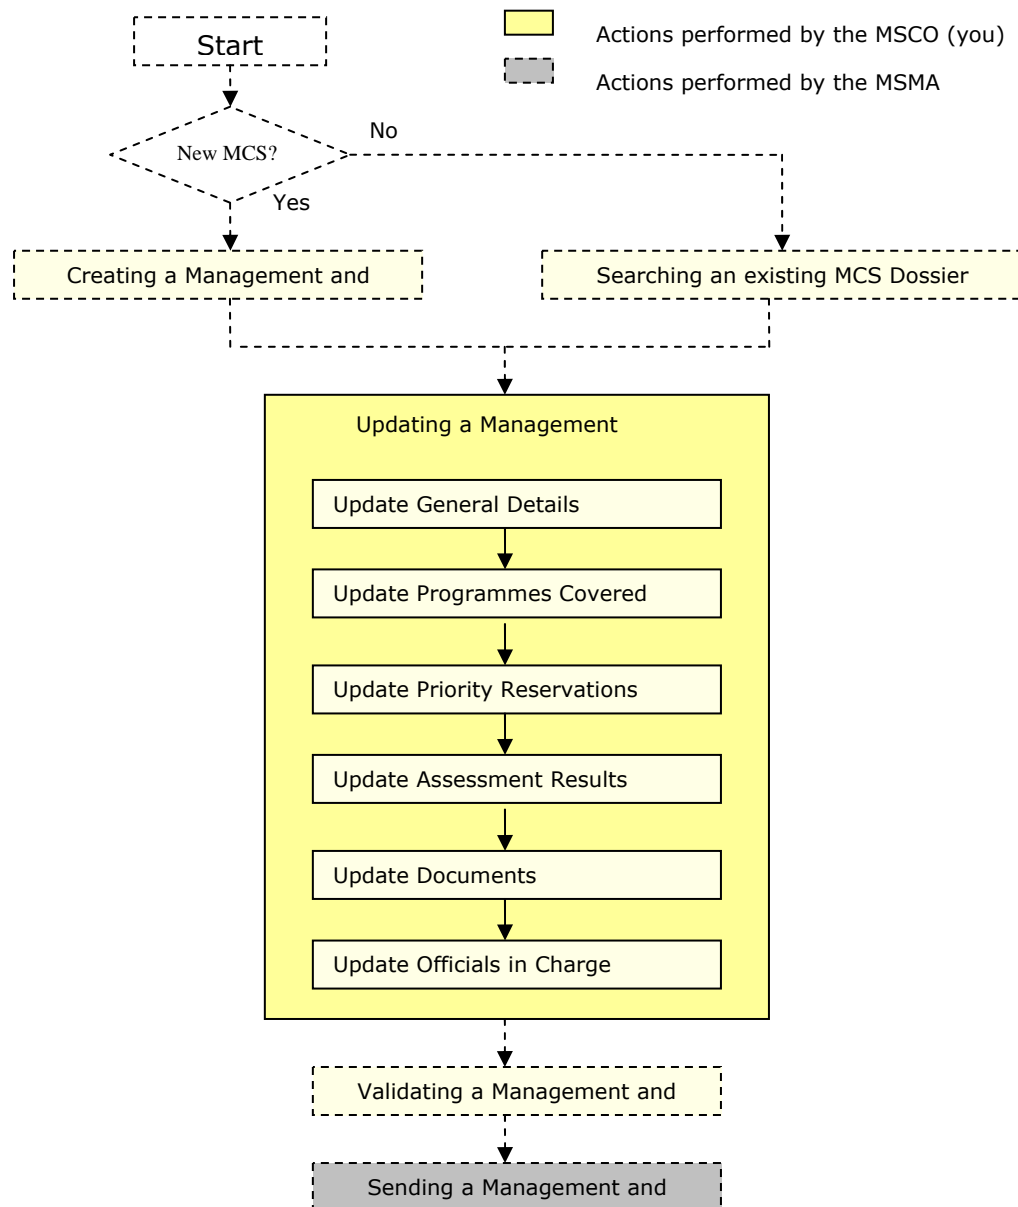 Start
Actions performed by the MSCO (you)
Actions performed by the MSMA
No
New MCS?
Yes
Creating a Management and
Searching an existing MCS Dossier
Updating a Management
Update General Details
Update Programmes Covered
Update Priority Reservations
Update Assessment Results
Update Documents
Update Officials in Charge
Validating a Management and
Sending a Management and